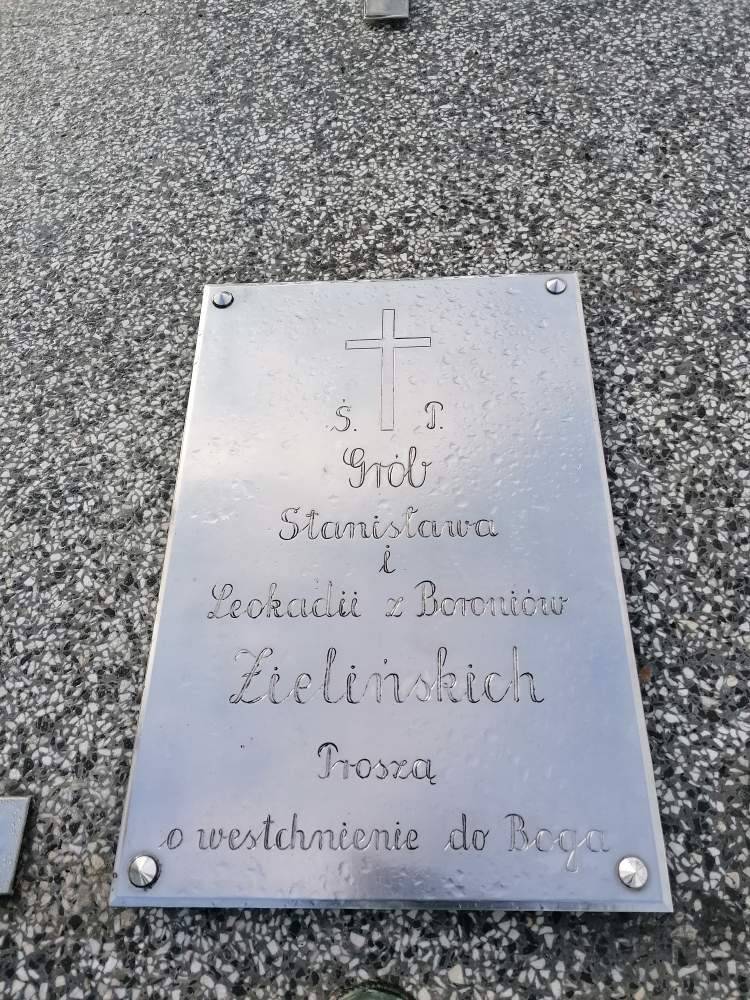 Ś. P.
Grób
Stanisława
i
Leokadii z Boroniów
Zielińskich
Proszą
o westchnienie do Boga